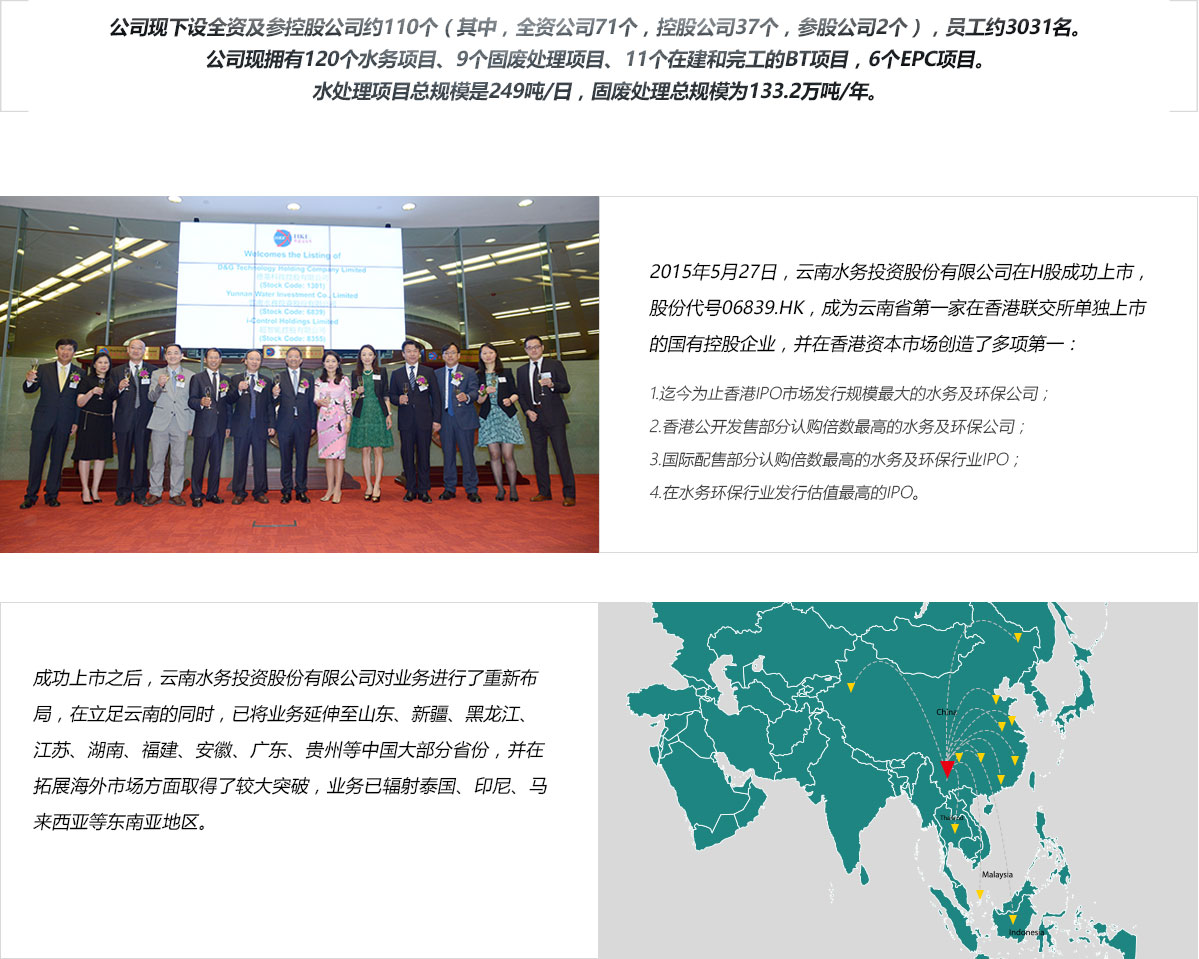 公司现下设全资及参控股公司约110个（其中，全资公司71个，控股公司37个，参股公司2个），员工约3031名。
公司现拥有120个水务项目、9个固废处理项目、11个在建和完工的BT项目，6个EPC项目。
水处理项目总规模是249吨/日，固废处理总规模为133.2万吨/年。
HKE
Welcomes the Listing of
D&G Technology Holding Company Limited
(Stock Code: 1301)
Yunnan Water Investment Co., Limited
(Stock Code: 6839)
i-Control Holdings Limited
(Stock Code: 8355)
2015年5月27日，云南水务投资股份有限公司在H股成功上市，
股份代号06839.HK，成为云南省第一家在香港联交所单独上市
的国有控股企业，并在香港资本市场创造了多项第一：
1.迄今为止香港IPO市场发行规模最大的水务及环保公司；
2.香港公开发售部分认购倍数最高的水务及环保公司；
3.国际配售部分认购倍数最高的水务及环保行业IPO；
4.在水务环保行业发行估值最高的IPO。
成功上市之后，云南水务投资股份有限公司对业务进行了重新布
局，在立足云南的同时，已将业务延伸至山东、新疆、黑龙江、
江苏、湖南、福建、安徽、广东、贵州等中国大部分省份，并在
拓展海外市场方面取得了较大突破，业务已辐射泰国、印尼、马
来西亚等东南亚地区。
China
Thailand
Malaysia
Indonesia